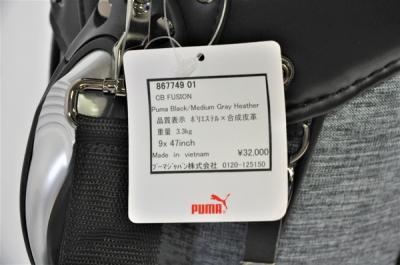 867749 01
CB FUSION
Puma Black/Medium Gray Heather
品質表示 ポリエステル×合成皮革
重量 3.3kg
9x 47inch
Made in vietnam ¥32,000
プーマジャパン株式会社 0120-125150
PUMA